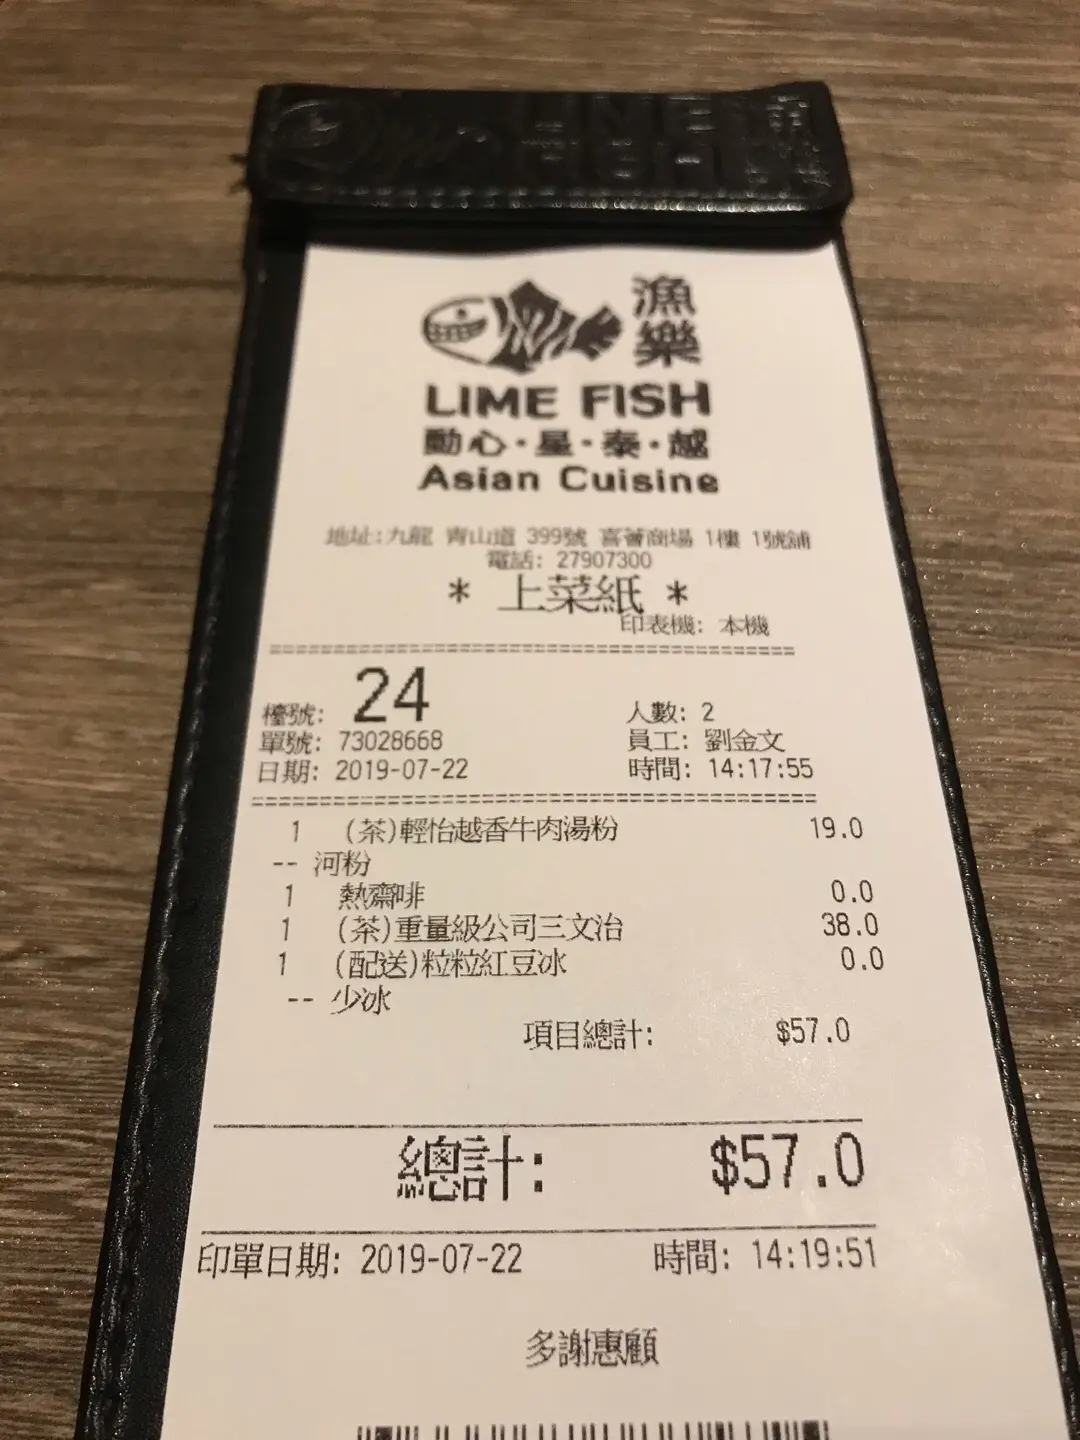 漁樂
LIME FISH
動心·星·泰·越
Asian Cuisine
地址:九龍 青山道 399號 喜薈商場 1樓 1號舖
電話: 27907300
* 上菜紙 *
印表機: 本機
檯號: 24 人數: 2
單號: 73028668 員工: 劉金文
日期: 2019-07-22 時間: 14:17:55
1 (茶)輕怡越香牛肉湯粉 19.0
-- 河粉
1 熱齋啡 0.0
1 (茶)重量級公司三文治 38.0
1 (配送)粒粒紅豆冰 0.0
-- 少冰
項目總計: $57.0
總計: $57.0
印單日期: 2019-07-22 時間: 14:19:51
多謝惠顧